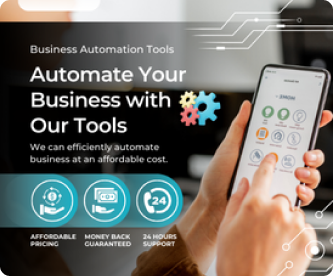 Business Automation Tools
Automate Your
Business with
Our Tools
We can efficiently automate
business at an affordable cost.
24
AFFORDABLE
PRICING
MONEY BACK
GUARANTEED
24 HOURS
SUPPORT